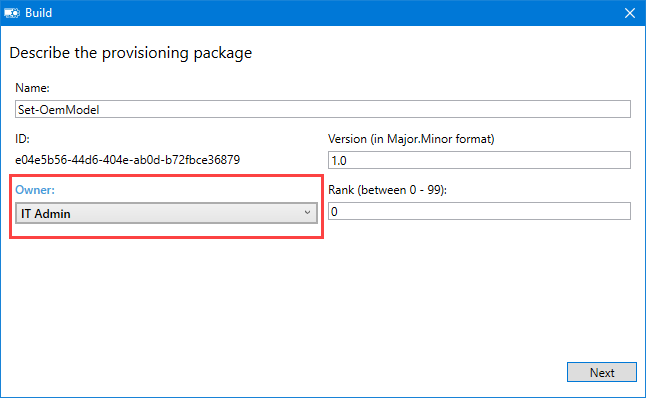 Build
Describe the provisioning package
Name:
Set-OemModel
ID:
e04e5b56-44d6-404e-ab0d-b72fbce36879
Version (in Major.Minor format)
1.0
Owner:
IT Admin
Rank (between 0 - 99):
0
Next